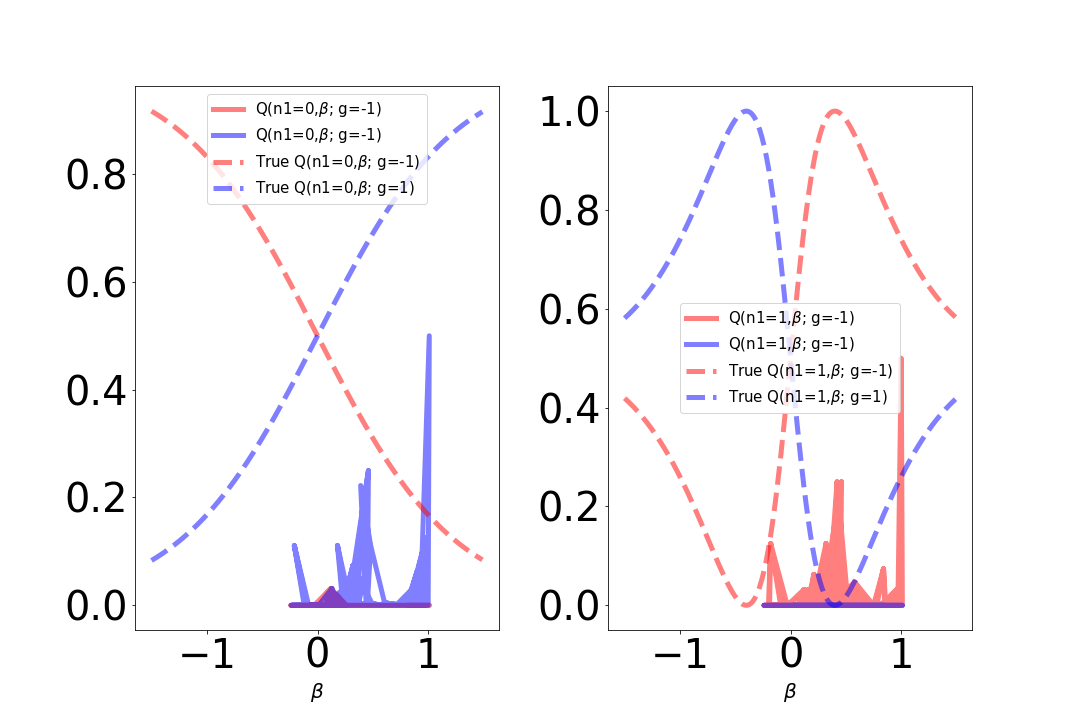 Q(n1=0,β; g=-1)
Q(n1=0,β; g=-1)
True Q(n1=0,β; g=-1)
True Q(n1=0,β; g=1)
0.8
0.6
0.4
0.2
0.0
−1 0 1
β
1.0
0.8
0.6
0.4
0.2
0.0
Q(n1=1,β; g=-1)
Q(n1=1,β; g=-1)
True Q(n1=1,β; g=-1)
True Q(n1=1,β; g=1)
−1 0 1
β